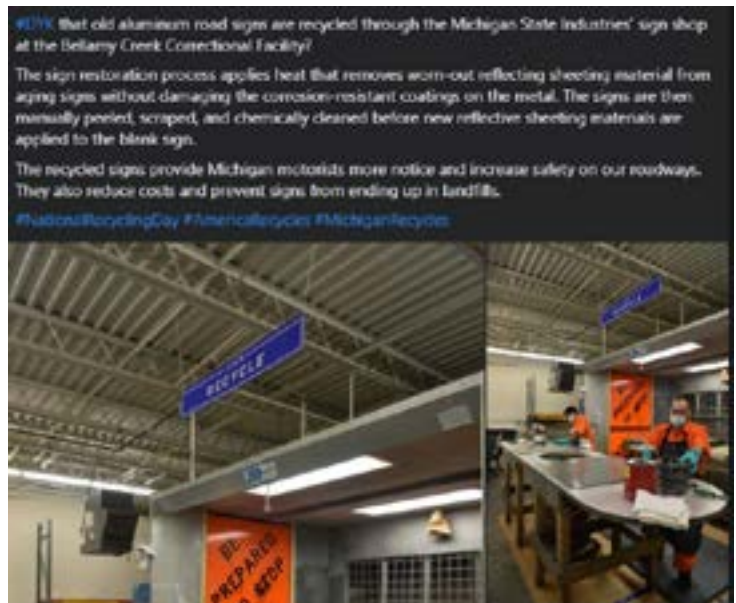 #DYK that old aluminum road signs are recycled through the Michigan State Industries' sign shop
at the Bellamy Creek Correctional Facility?
The sign restoration process applies heat that removes worn-out reflecting sheeting material from
aging signs without damaging the corrosion-resistant coatings on the metal. The signs are then
manually peeled, scraped, and chemically cleaned before new reflective sheeting materials are
applied to the blank sign.
The recycled signs provide Michigan motorists more notice and increase safety on our roadways.
They also reduce costs and prevent signs from ending up in landfills.
#NationalRecyclingDay #AmericaRecycles #MichiganRecycles
RECYCLE
RECYCLE
BE
PREPARED
TO STOP